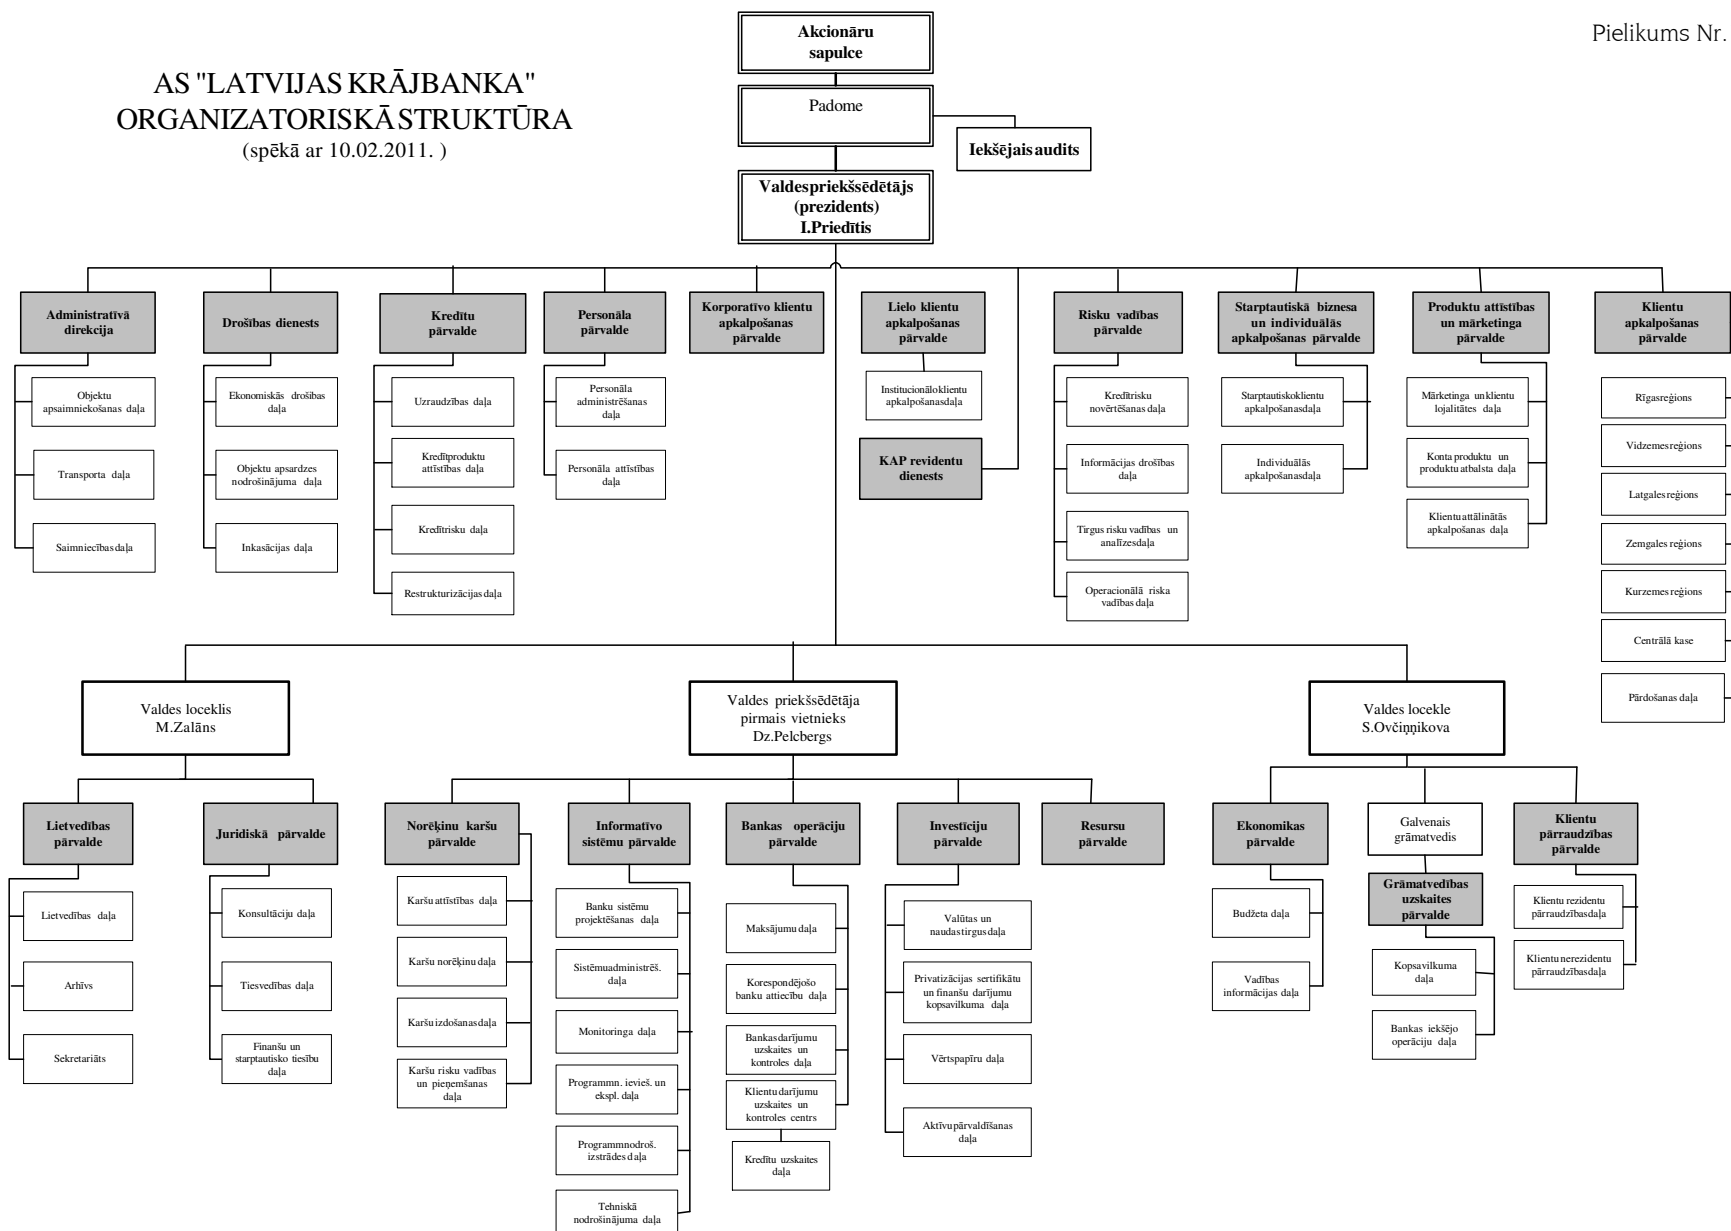 Pielikums Nr.
AS "LATVIJAS KRĀJBANKA"
ORGANIZATORISKĀ STRUKTŪRA
(spēkā ar 10.02.2011. )
Akcionāru
sapulce
Padome
Iekšējais audits
Valdes priekšsēdētājs
(prezidents)
I.Priedītis
Administratīvā
direkcija
Drošības dienests
Kredītu
pārvalde
Personāla
pārvalde
Korporatīvo klientu
apkalpošanas
pārvalde
Lielo klientu
apkalpošanas
pārvalde
Risku vadības
pārvalde
Starptautiskā biznesa
un individuālās
apkalpošanas pārvalde
Produktu attīstības
un mārketinga
pārvalde
Klientu
apkalpošanas
pārvalde
Objektu
apsaimniekošanas daļa
Transporta daļa
Saimniecības daļa
Ekonomiskās drošības
daļa
Objektu apsardzes
nodrošinājuma daļa
Inkasācijas daļa
Uzraudzības daļa
Kredītproduktu
attīstības daļa
Kredītrisku daļa
Restrukturizācijas daļa
Personāla
administrēšanas
daļa
Personāla attīstības
daļa
Institucionālo klientu
apkalpošanas daļa
KAP revidentu
dienests
Kredītrisku
novērtēšanas daļa
Informācijas drošības
daļa
Tirgus risku vadības un
analīzes daļa
Operacionālā riska
vadības daļa
Starptautisko klientu
apkalpošanas daļa
Individuālās
apkalpošanas daļa
Mārketinga un klientu
lojalitātes daļa
Konta produktu un
produktu atbalsta daļa
Klientu attālinātās
apkalpošanas daļa
Rīgas reģions
Vidzemes reģions
Latgales reģions
Zemgales reģions
Kurzemes reģions
Centrālā kase
Pārdošanas daļa
Valdes loceklis
M.Zalāns
Valdes priekšsēdētāja
pirmais vietnieks
Dz.Pelcbergs
Valdes locekle
S.Ovčiņņikova
Lietvedības
pārvalde
Juridiskā pārvalde
Norēķinu karšu
pārvalde
Informatīvo
sistēmu pārvalde
Bankas operāciju
pārvalde
Investīciju
pārvalde
Resursu
pārvalde
Ekonomikas
pārvalde
Galvenais
grāmatvedis
Klientu
pārraudzības
pārvalde
Lietvedības daļa
Arhīvs
Sekretariāts
Konsultāciju daļa
Tiesvedības daļa
Finanšu un
starptautisko tiesību
daļa
Karšu attīstības daļa
Karšu norēķinu daļa
Karšu izdošanas daļa
Karšu risku vadības
un pieņemšanas
daļa
Banku sistēmu
projektēšanas daļa
Sistēmu administrēš.
daļa
Monitoringa daļa
Programmn. ievieš. un
ekspl. daļa
Programmnodroš.
izstrādes daļa
Tehniskā
nodrošinājuma daļa
Maksājumu daļa
Korespondējošo
banku attiecību daļa
Bankas darījumu
uzskaites un
kontroles daļa
Klientu darījumu
uzskaites un
kontroles centrs
Kredītu uzskaites
daļa
Valūtas un
naudas tirgus daļa
Privatizācijas sertifikātu
un finanšu darījumu
kopsavilkuma daļa
Vērtspapīru daļa
Aktīvu pārvaldīšanas
daļa
Budžeta daļa
Vadības
informācijas daļa
Grāmatvedības
uzskaites
pārvalde
Kopsavilkuma
daļa
Bankas iekšējo
operāciju daļa
Klientu rezidentu
pārraudzības daļa
Klientu nerezidentu
pārraudzības daļa